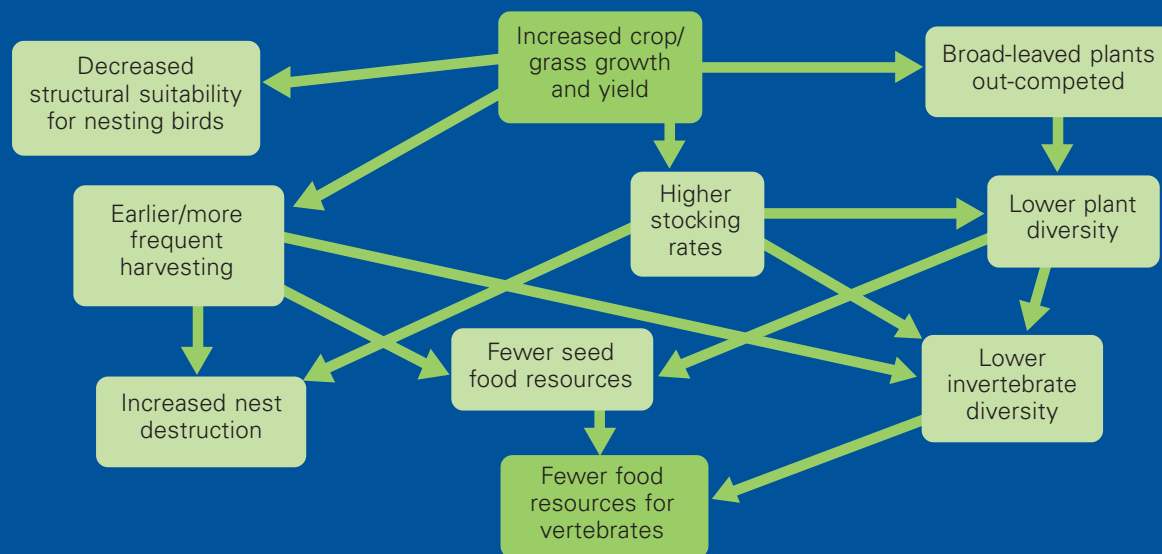 Increased crop/
grass growth
and yield
Decreased
structural suitability
for nesting birds
Broad-leaved plants
out-competed
Earlier/more
frequent
harvesting
Higher
stocking
rates
Lower plant
diversity
Increased nest
destruction
Fewer seed
food resources
Lower
invertebrate
diversity
Fewer food
resources for
vertebrates